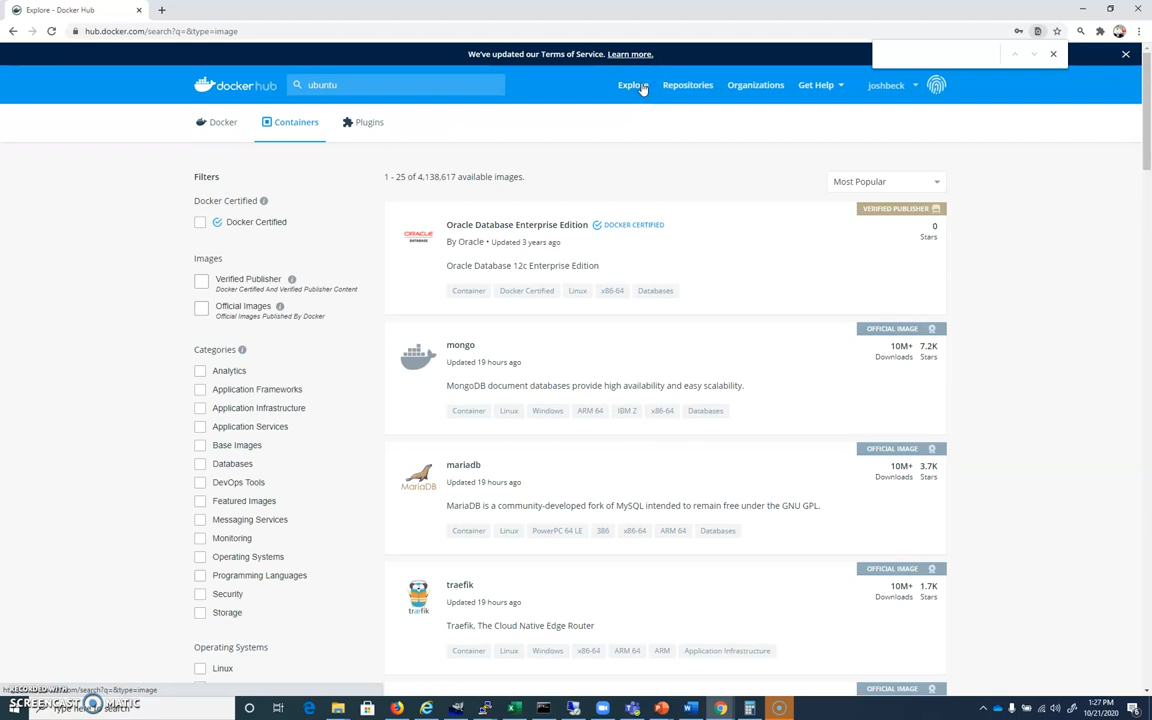 Explore - Docker Hub
hub.docker.com/search?q=&type=image
We've updated our Terms of Service. Learn more.
docker hub
ubuntu
Explore
Repositories
Organizations
Get Help
joshbeck
Docker
Containers
Plugins
Filters
1 - 25 of 4,138,617 available images.
Most Popular
Docker Certified
Docker Certified
Images
Verified Publisher
Docker Certified And Verified Publisher Content
Official Images
Official Images Published By Docker
Categories
Analytics
Application Frameworks
Application Infrastructure
Application Services
Base Images
Databases
DevOps Tools
Featured Images
Messaging Services
Monitoring
Operating Systems
Programming Languages
Security
Storage
Operating Systems
Linux
VERIFIED PUBLISHER
ORACLE
DATABASE
Oracle Database Enterprise Edition DOCKER CERTIFIED
0
Stars
By Oracle • Updated 3 years ago
Oracle Database 12c Enterprise Edition
Container Docker Certified Linux x86-64 Databases
OFFICIAL IMAGE
mongo
10M+ 7.2K
Downloads Stars
Updated 19 hours ago
MongoDB document databases provide high availability and easy scalability.
Container Linux Windows ARM 64 IBM Z x86-64 Databases
OFFICIAL IMAGE
MariaDB
mariadb
10M+ 3.7K
Downloads Stars
Updated 19 hours ago
MariaDB is a community-developed fork of MySQL intended to remain free under the GNU GPL.
Container Linux PowerPC 64 LE 386 x86-64 ARM 64 Databases
OFFICIAL IMAGE
træfik
traefik
10M+ 1.7K
Downloads Stars
Updated 19 hours ago
Traefik, The Cloud Native Edge Router
Container Linux Windows x86-64 ARM 64 ARM Application Infrastructure
OFFICIAL IMAGE
RECORDED WITH
SCREENCAST MATIC
1:27 PM
10/21/2020